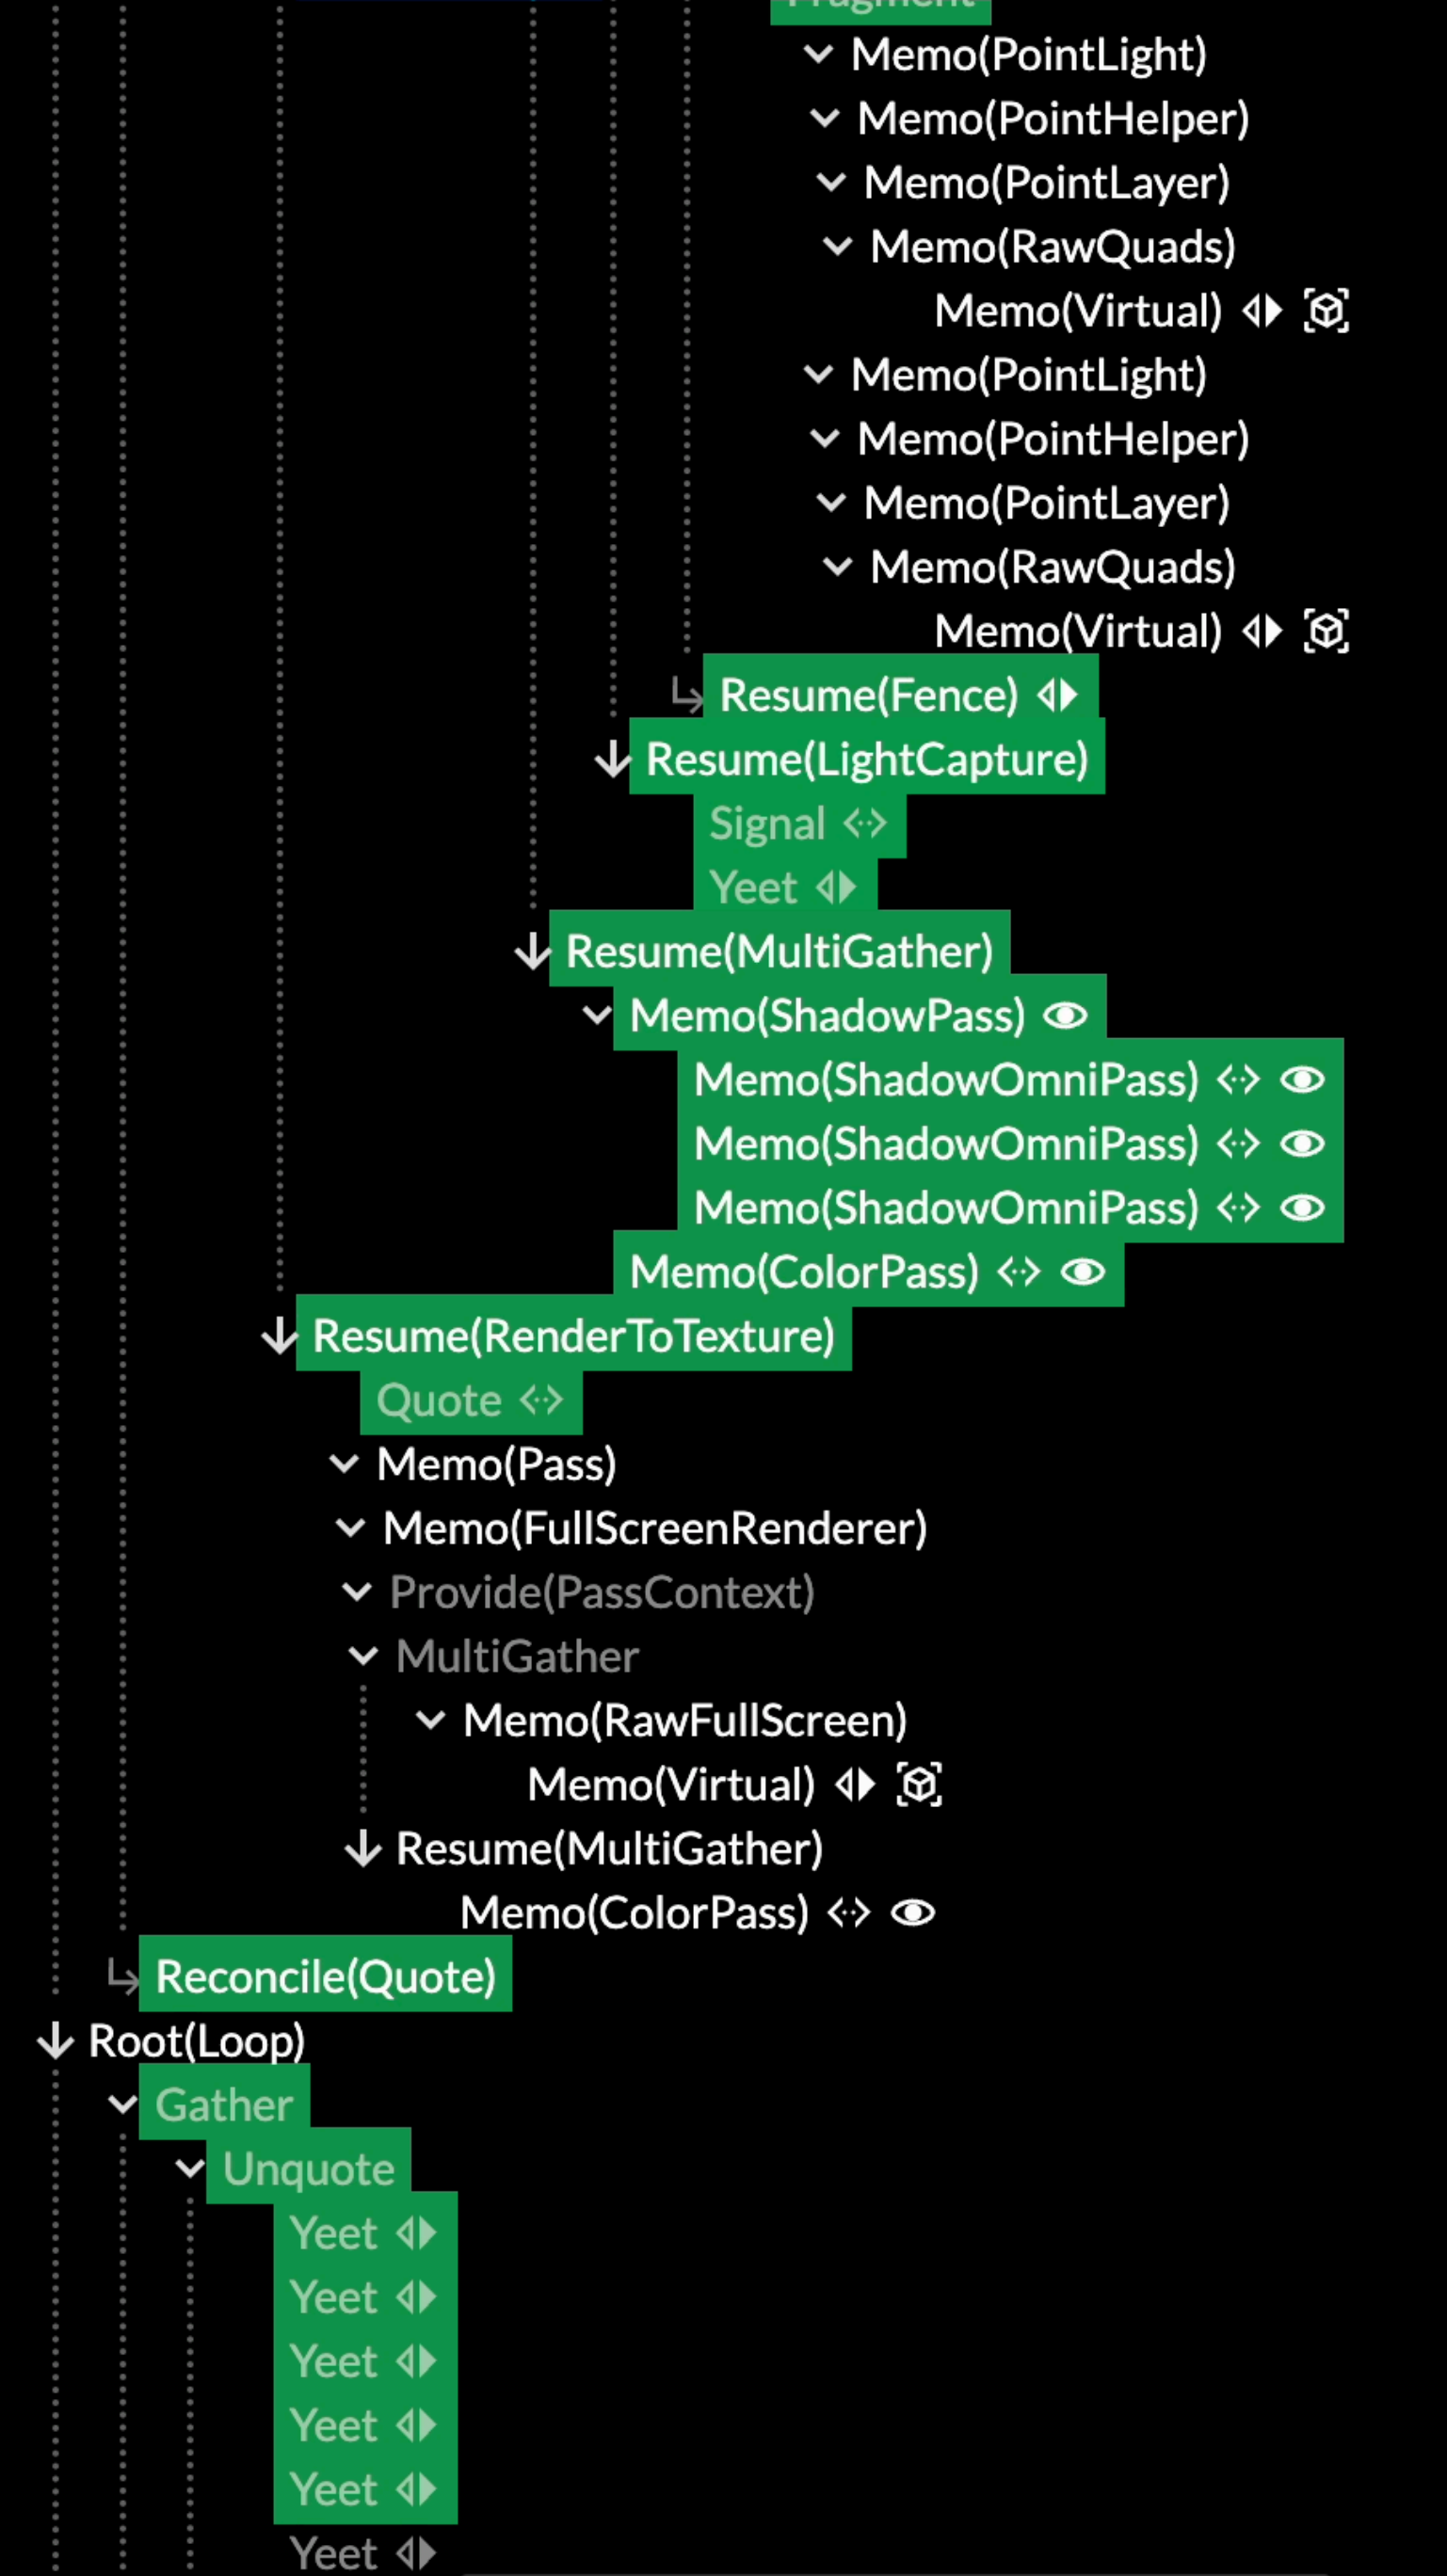 Fragment
Memo(PointLight)
Memo(PointHelper)
Memo(PointLayer)
Memo(RawQuads)
Memo(Virtual)
Memo(PointLight)
Memo(PointHelper)
Memo(PointLayer)
Memo(RawQuads)
Memo(Virtual)
Resume(Fence)
Resume(LightCapture)
Signal
Yeet
Resume(MultiGather)
Memo(ShadowPass)
Memo(ShadowOmniPass)
Memo(ShadowOmniPass)
Memo(ShadowOmniPass)
Memo(ColorPass)
Resume(RenderToTexture)
Quote
Memo(Pass)
Memo(FullScreenRenderer)
Provide(PassContext)
MultiGather
Memo(RawFullScreen)
Memo(Virtual)
Resume(MultiGather)
Memo(ColorPass)
Reconcile(Quote)
Root(Loop)
Gather
Unquote
Yeet
Yeet
Yeet
Yeet
Yeet
Yeet